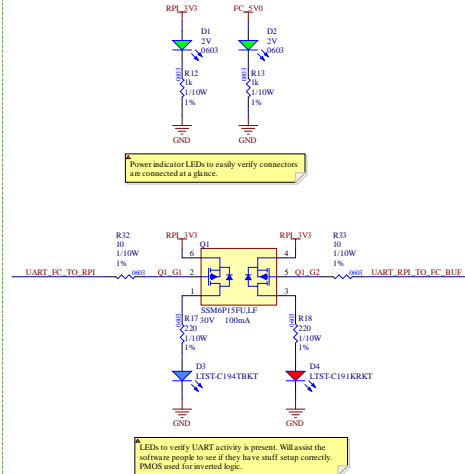 RPI_3V3
FC_5V0
D1
2V
0603
D2
2V
0603
0603
R12
1k
1/10W
1%
0603
R13
1k
1/10W
1%
GND
GND
Power indicator LEDs to easily verify connectors
are connected at a glance.
R32
10
1/10W
1%
RPI_3V3
Q1
RPI_3V3
R33
10
1/10W
1%
6
4
UART_FC_TO_RPI
0603
Q1_G1
2
5
Q1_G2
0603
UART_RPI_TO_FC_BUF
1
3
SSM6P15FU,LF
30V
100mA
0603
R17
220
1/10W
1%
0603
R18
220
1/10W
1%
D3
LTST-C194TBKT
D4
LTST-C191KRKT
GND
GND
LEDs to verify UART activity is present. Will assist the
software people to see if they have stuff setup correctly.
PMOS used for inverted logic.